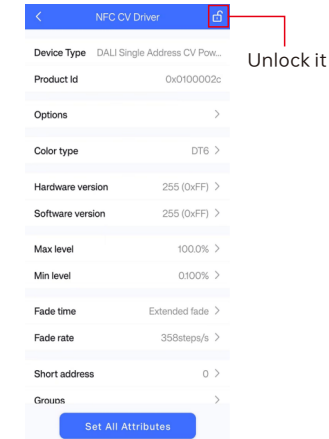 NFC CV Driver
Unlock it
Device Type DALI Single Address CV Pow...
Product Id 0x0100002c
Options
Color type DT6
Hardware version 255 (0xFF)
Software version 255 (0xFF)
Max level 100.0%
Min level 0.100%
Fade time Extended fade
Fade rate 358steps/s
Short address 0
Groups
Set All Attributes